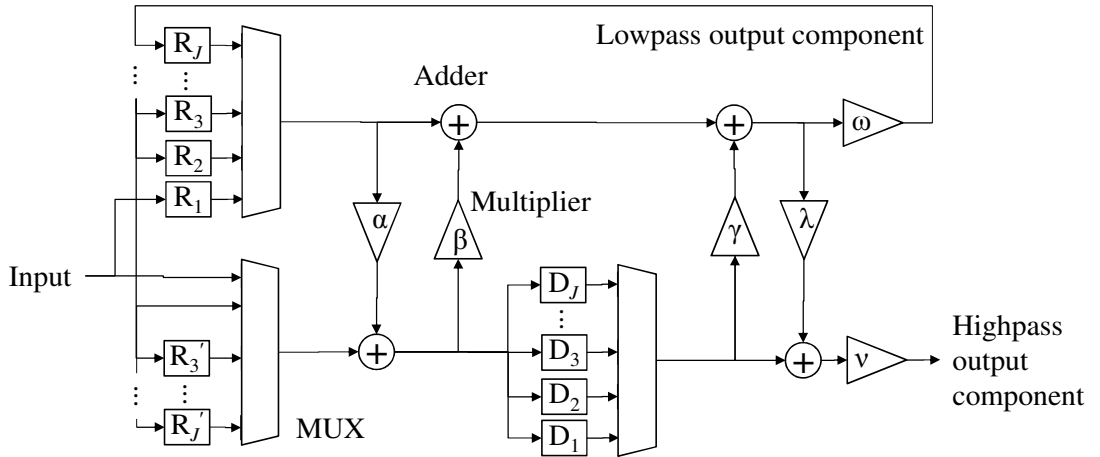 Lowpass output component
R_J
⋮
⋮
R_3
R_2
R_1
Adder
+
+
ω
Multiplier
α
β
γ
λ
Input
D_J
⋮
D_3
D_2
D_1
R_3′
⋮
⋮
R_J′
MUX
+
+
ν
Highpass
output
component